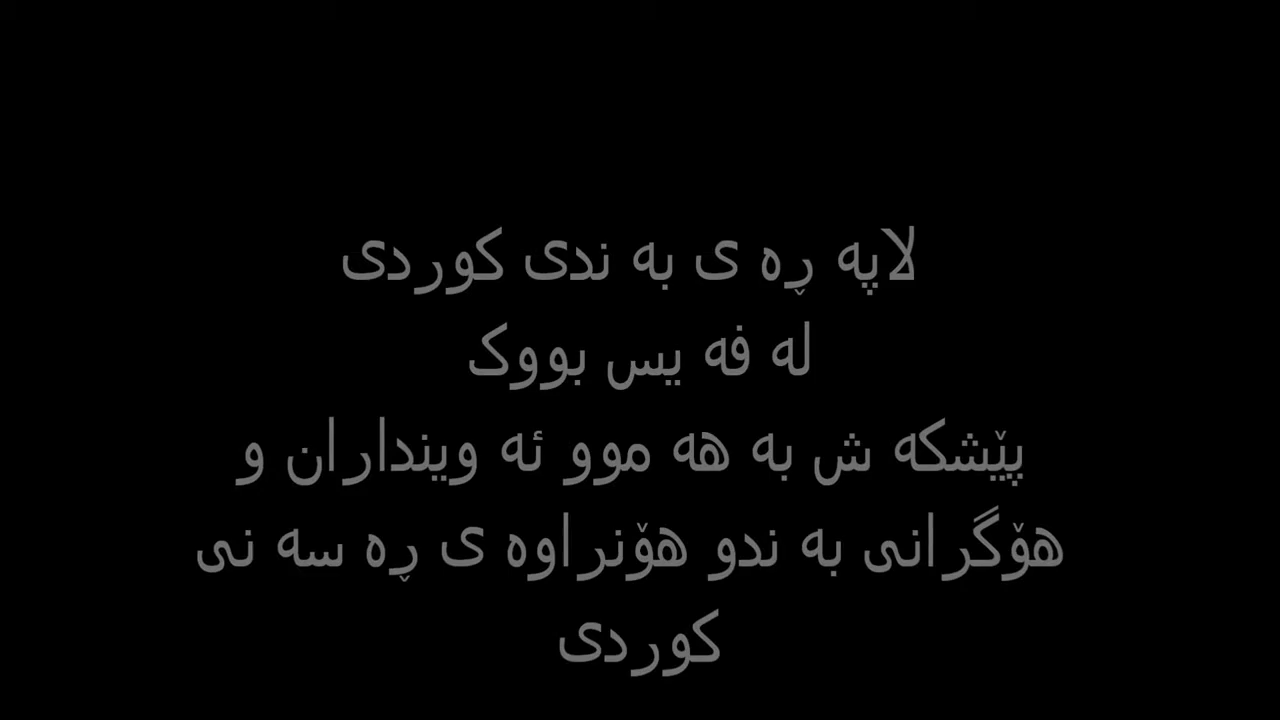 لاپه ڕه ی به ندی کوردی
له فه یس بووک
پێشکه ش به هه موو ئه وینداران و
هۆگرانی به ندو هۆنراوه ی ڕه سه نی
کوردی